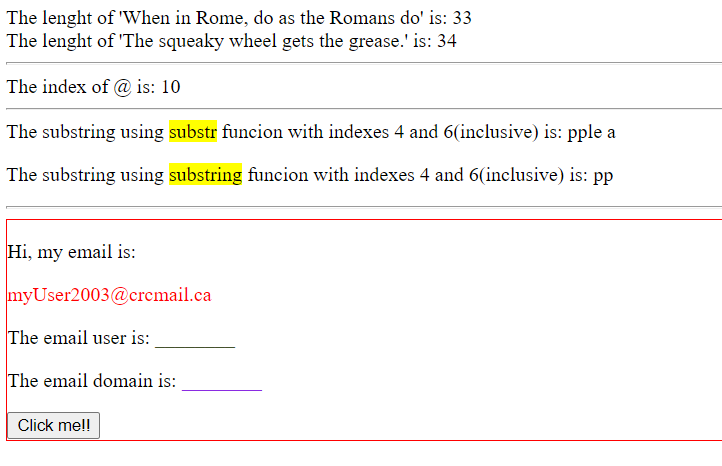 The lenght of 'When in Rome, do as the Romans do' is: 33
The lenght of 'The squeaky wheel gets the grease.' is: 34
The index of @ is: 10
The substring using substr funcion with indexes 4 and 6(inclusive) is: pple a
The substring using substring funcion with indexes 4 and 6(inclusive) is: pp
Hi, my email is:
myUser2003@crcmail.ca
The email user is: ________
The email domain is: ________
Click me!!